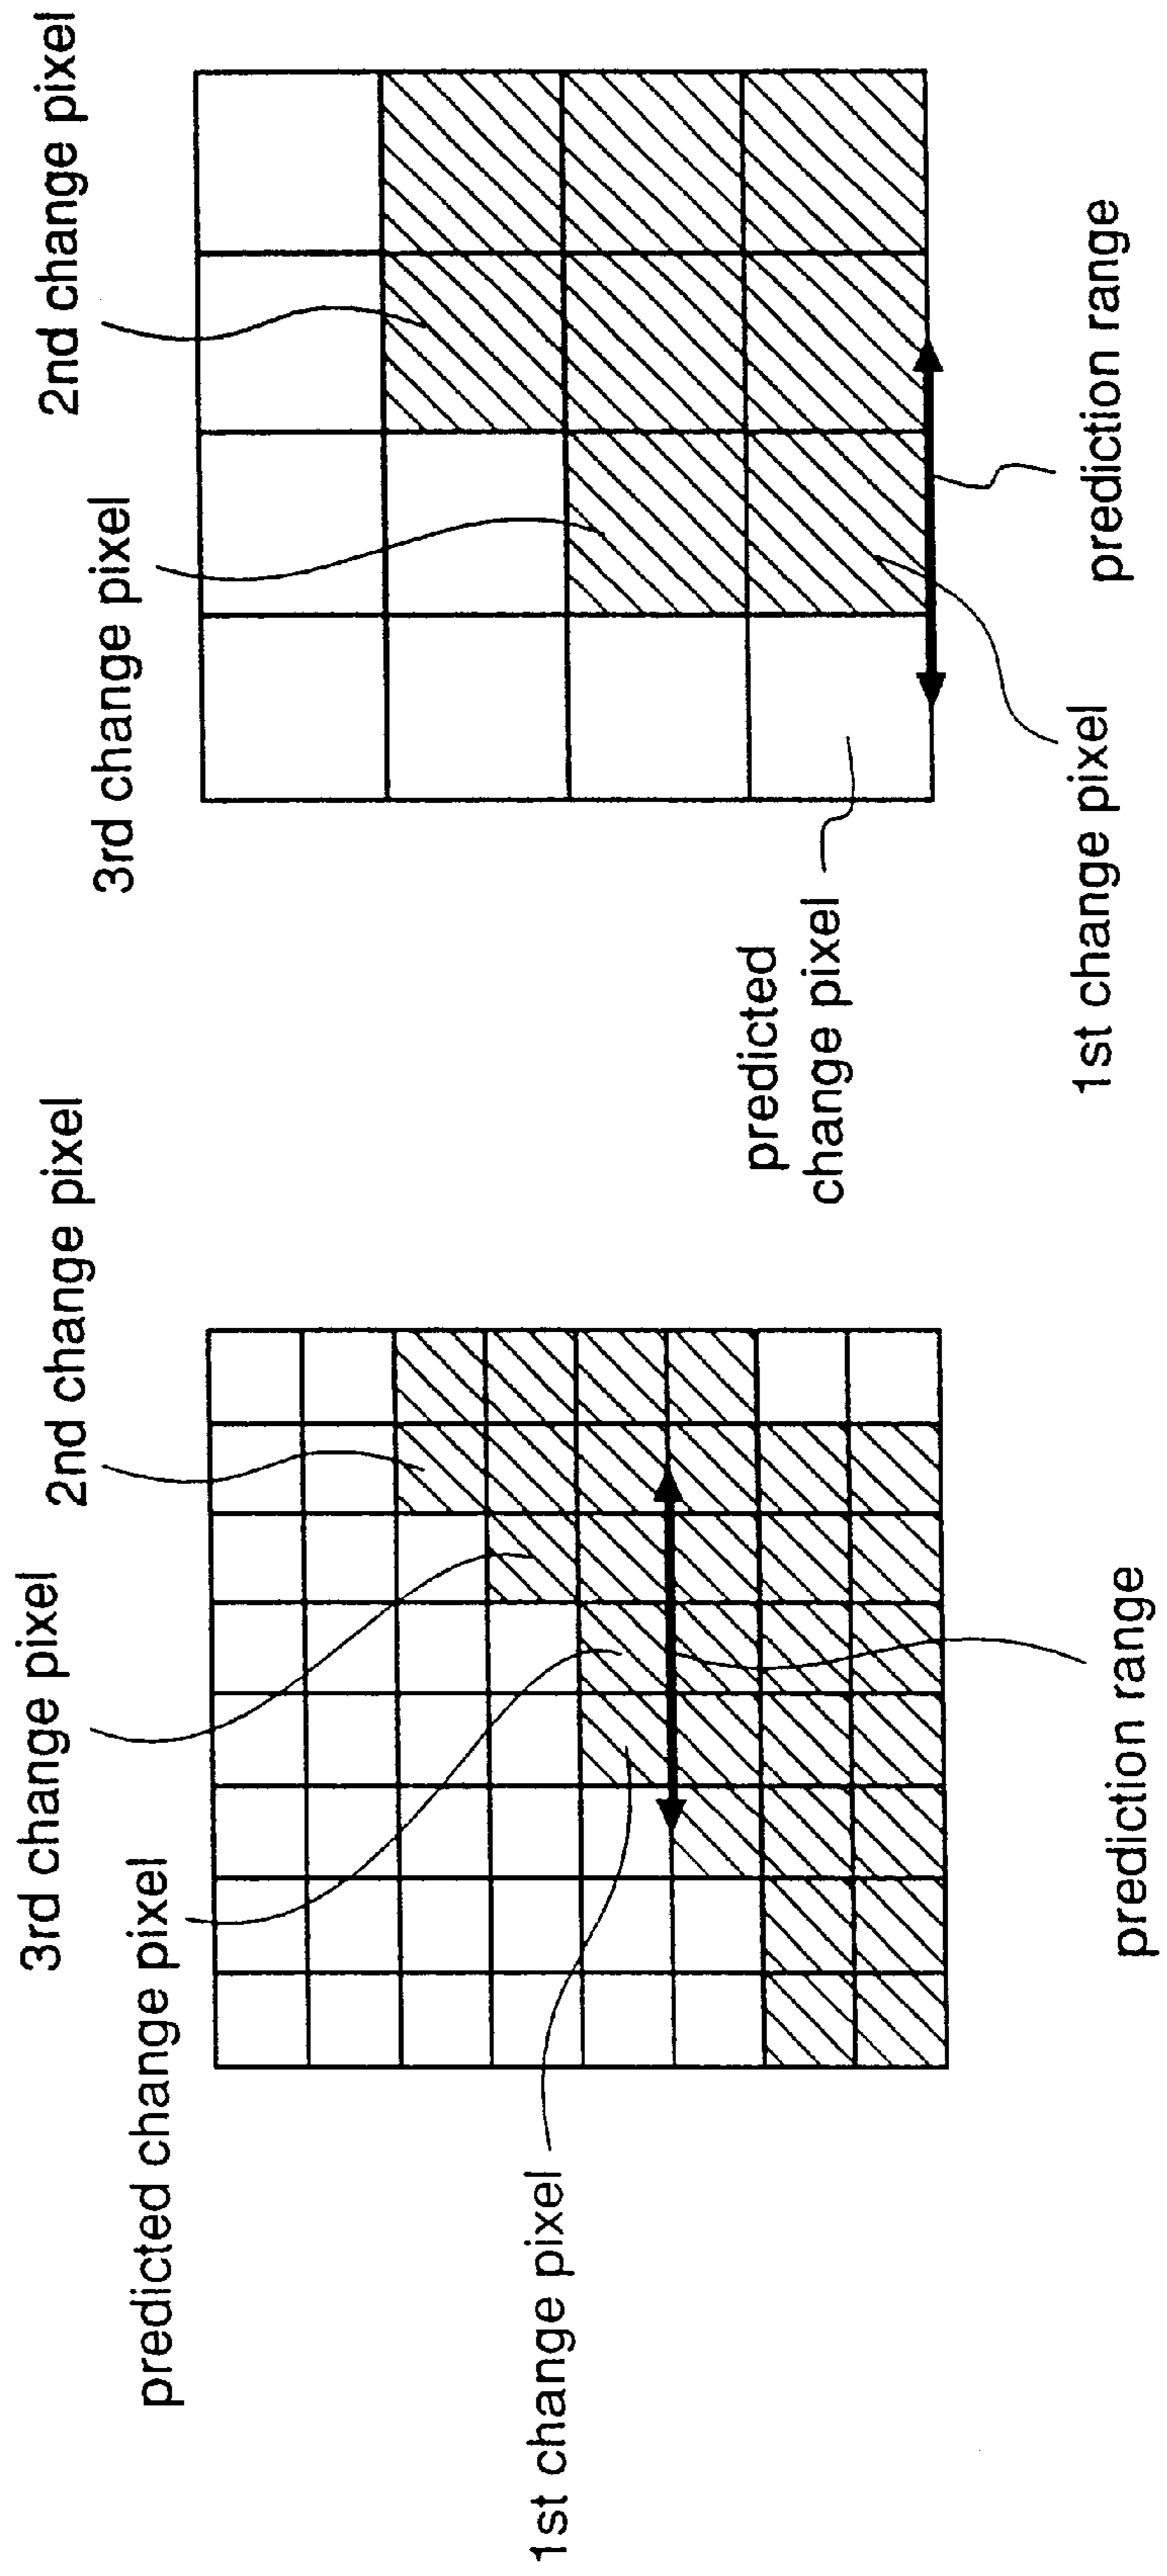 3rd change pixel
2nd change pixel
predicted change pixel
1st change pixel
prediction range
3rd change pixel
2nd change pixel
predicted
change pixel
1st change pixel
prediction range